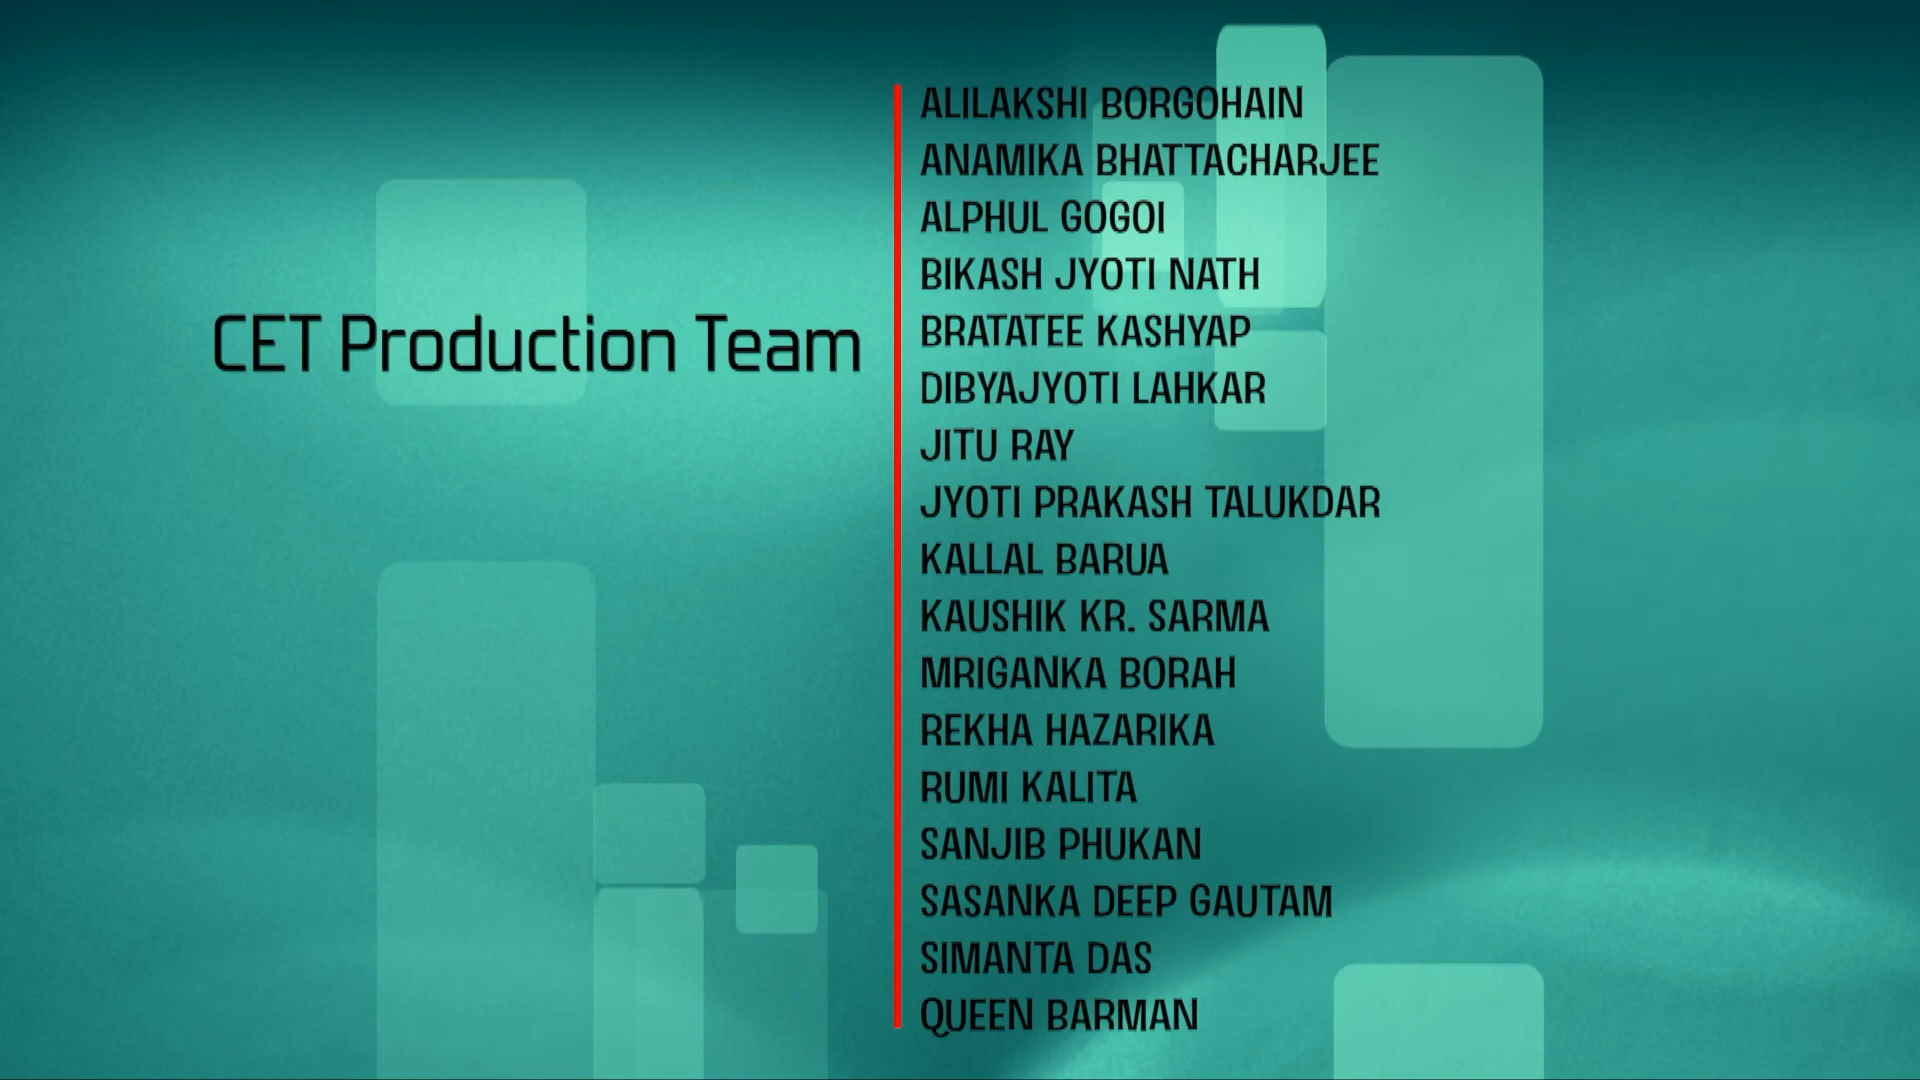 CET Production Team
ALILAKSHI BORGOHAIN
ANAMIKA BHATTACHARJEE
ALPHUL GOGOI
BIKASH JYOTI NATH
BRATATEE KASHYAP
DIBYAJYOTI LAHKAR
JITU RAY
JYOTI PRAKASH TALUKDAR
KALLAL BARUA
KAUSHIK KR. SARMA
MRIGANKA BORAH
REKHA HAZARIKA
RUMI KALITA
SANJIB PHUKAN
SASANKA DEEP GAUTAM
SIMANTA DAS
QUEEN BARMAN